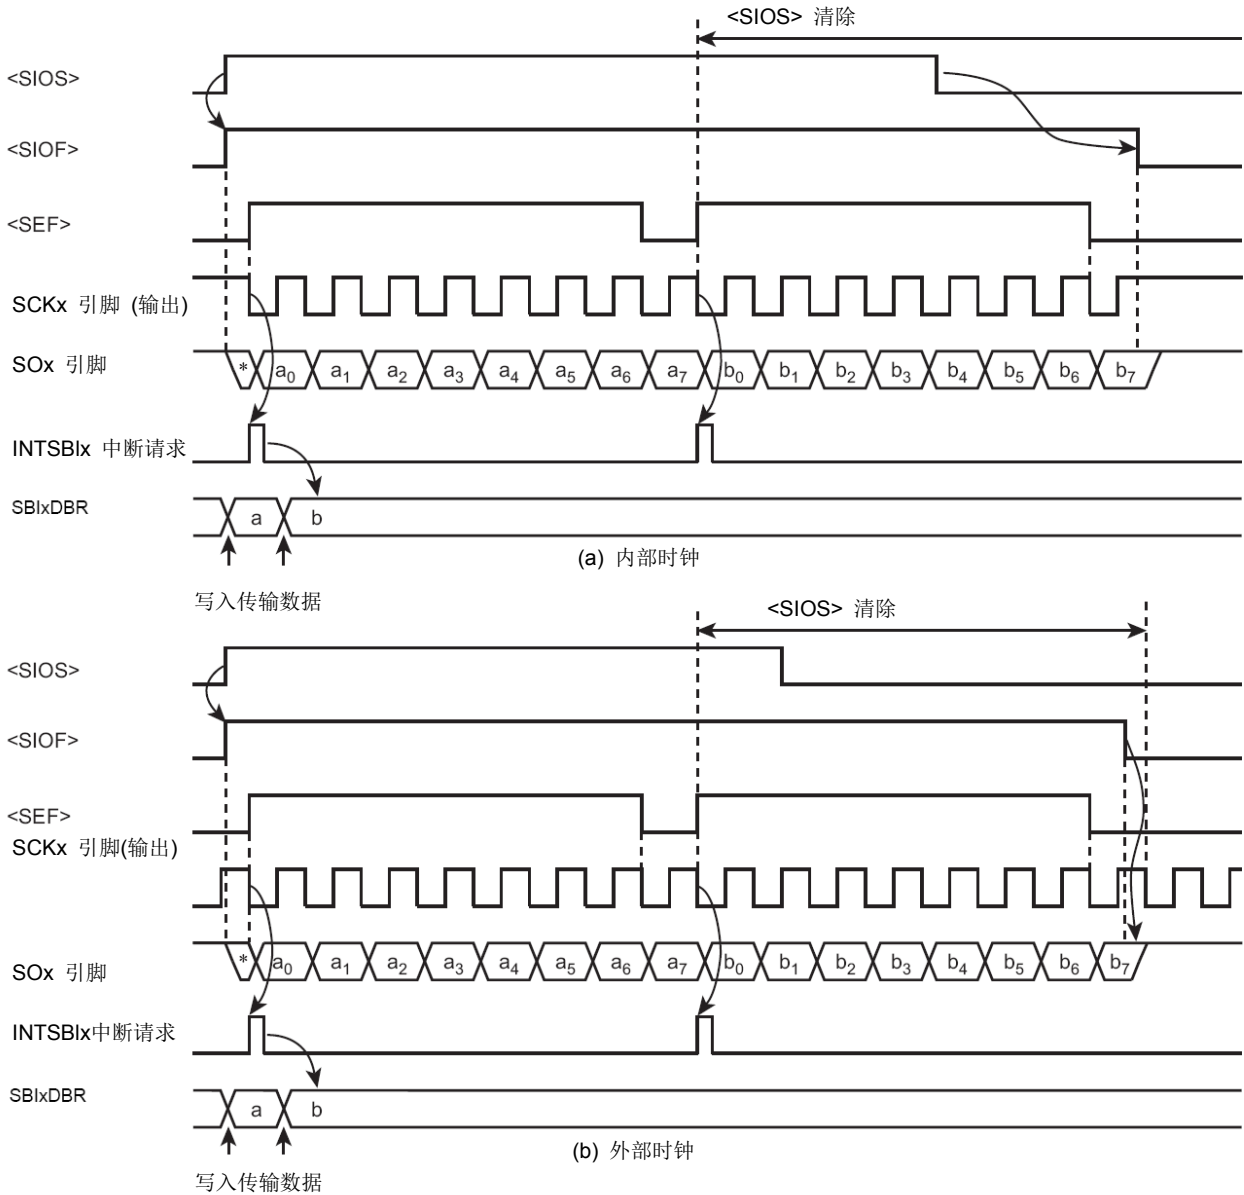 <SIOS> 清除
<SIOS>
<SIOF>
<SEF>
SCKx 引脚 (输出)
SOx 引脚
* a0 a1 a2 a3 a4 a5 a6 a7 b0 b1 b2 b3 b4 b5 b6 b7
INTSBIx 中断请求
SBIxDBR
a b
(a) 内部时钟
写入传输数据
<SIOS> 清除
<SIOS>
<SIOF>
<SEF>
SCKx 引脚(输出)
SOx 引脚
* a0 a1 a2 a3 a4 a5 a6 a7 b0 b1 b2 b3 b4 b5 b6 b7
INTSBIx中断请求
SBIxDBR
a b
(b) 外部时钟
写入传输数据